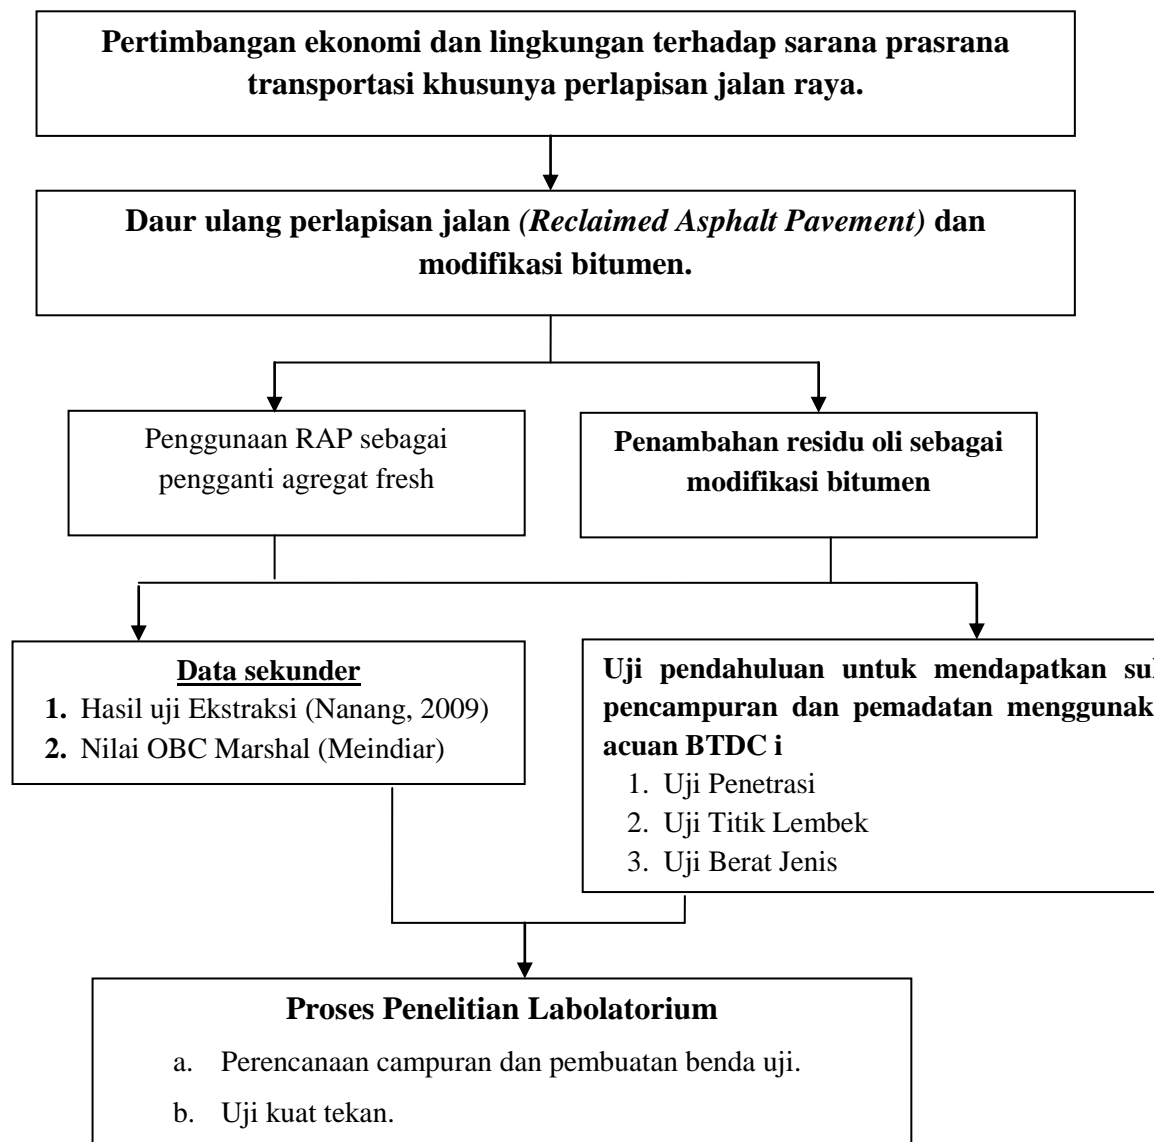 Pertimbangan ekonomi dan lingkungan terhadap sarana prasrana
transportasi khusunya perlapisan jalan raya.
Daur ulang perlapisan jalan (Reclaimed Asphalt Pavement) dan
modifikasi bitumen.
Penggunaan RAP sebagai
pengganti agregat fresh
Penambahan residu oli sebagai
modifikasi bitumen
Data sekunder
1. Hasil uji Ekstraksi (Nanang, 2009)
2. Nilai OBC Marshal (Meindiar)
Uji pendahuluan untuk mendapatkan
pencampuran dan pemadatan
acuan BTDC i
1. Uji Penetrasi
2. Uji Titik Lembek
3. Uji Berat Jenis
Proses Penelitian Labolatorium
a. Perencanaan campuran dan pembuatan benda uji.
b. Uji kuat tekan.